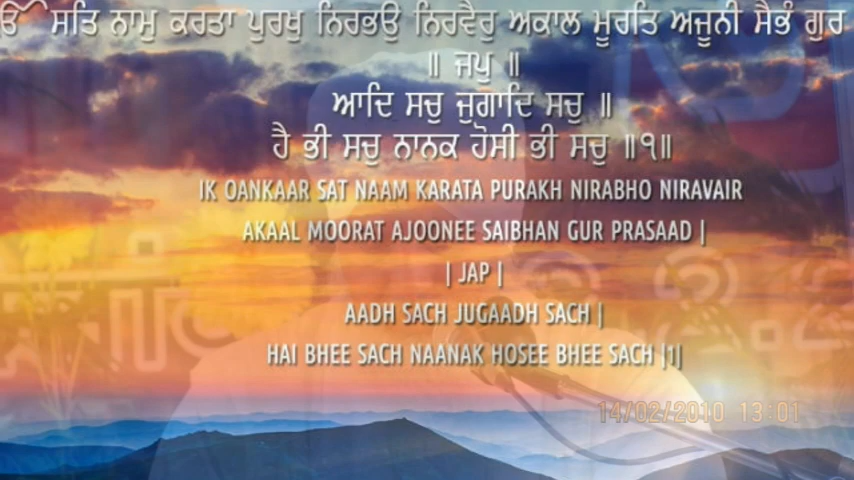 ੴ ਸਤਿ ਨਾਮੁ ਕਰਤਾ ਪੁਰਖੁ ਨਿਰਭਉ ਨਿਰਵੈਰੁ ਅਕਾਲ ਮੂਰਤਿ ਅਜੂਨੀ ਸੈਭੰ ਗੁਰ
॥ ਜਪੁ ॥
ਆਦਿ ਸਚੁ ਜੁਗਾਦਿ ਸਚੁ ॥
ਹੈ ਭੀ ਸਚੁ ਨਾਨਕ ਹੋਸੀ ਭੀ ਸਚੁ ॥੧॥
IK OANKAAR SAT NAAM KARATA PURAKH NIRABHO NIRAVAIR
AKAAL MOORAT AJOONEE SAIBHAN GUR PRASAAD |
| JAP |
AADH SACH JUGAADH SACH |
HAI BHEE SACH NAANAK HOSEE BHEE SACH |1|
14/02/2010 13:01